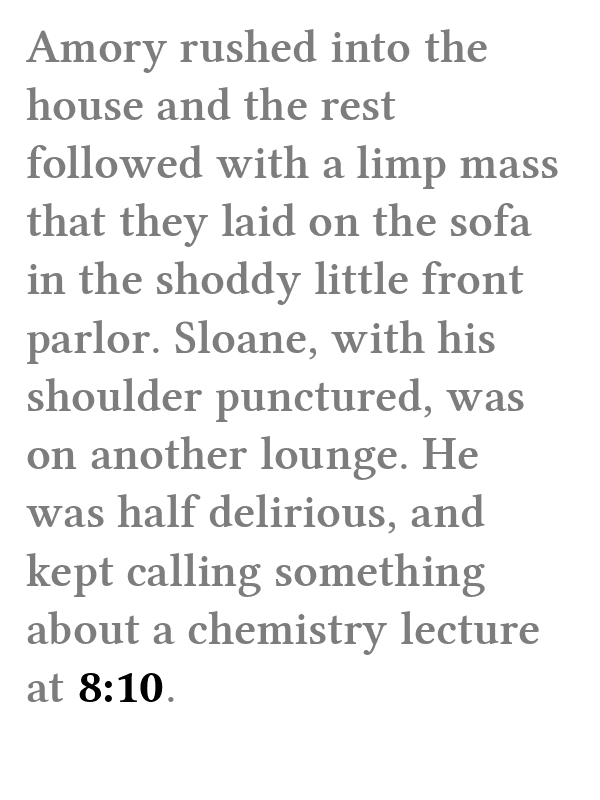 Amory rushed into the
house and the rest
followed with a limp mass
that they laid on the sofa
in the shoddy little front
parlor. Sloane, with his
shoulder punctured, was
on another lounge. He
was half delirious, and
kept calling something
about a chemistry lecture
at 8:10.